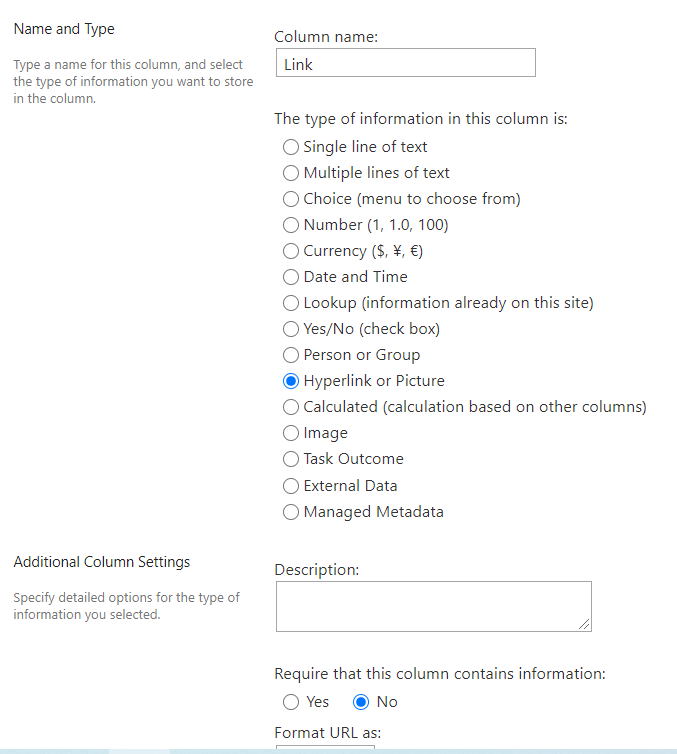 Name and Type
Type a name for this column, and select
the type of information you want to store
in the column.
Column name:
Link
The type of information in this column is:
Single line of text
Multiple lines of text
Choice (menu to choose from)
Number (1, 1.0, 100)
Currency ($, ¥, €)
Date and Time
Lookup (information already on this site)
Yes/No (check box)
Person or Group
Hyperlink or Picture
Calculated (calculation based on other columns)
Image
Task Outcome
External Data
Managed Metadata
Additional Column Settings
Specify detailed options for the type of
information you selected.
Description:
Require that this column contains information:
Yes No
Format URL as: